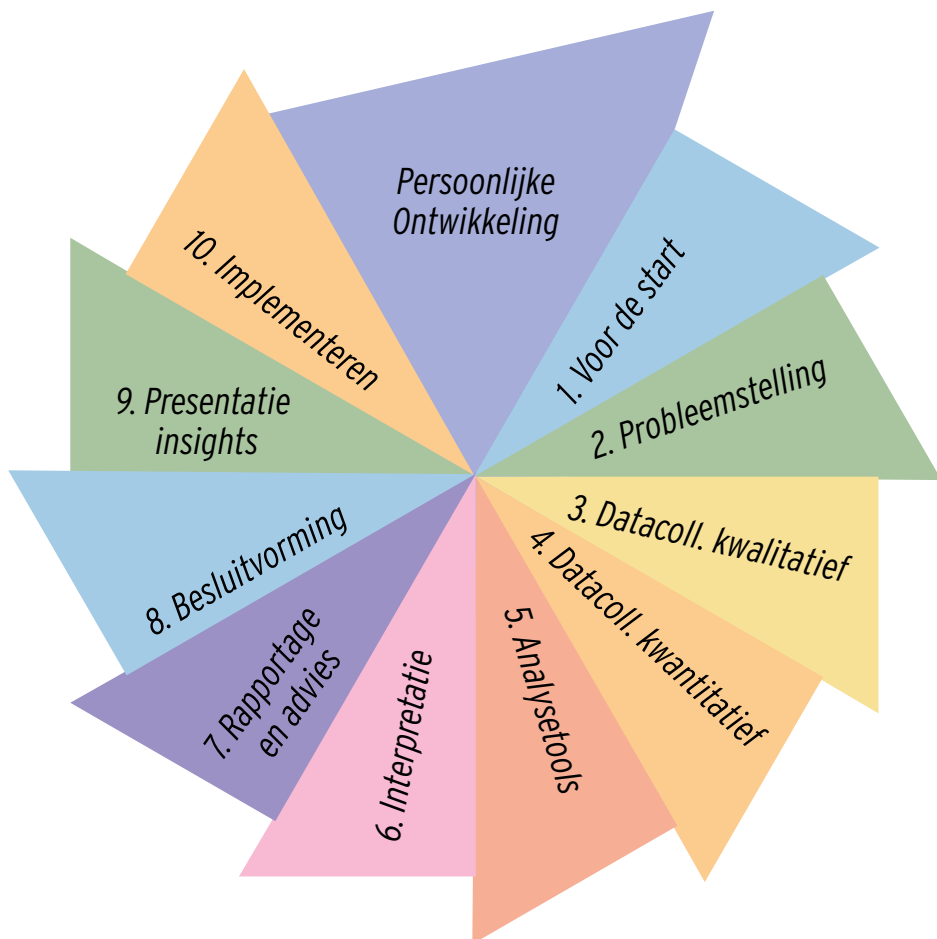 Persoonlijke
Ontwikkeling
1. Voor de start
2. Probleemstelling
3. Datacoll. kwalitatief
4. Datacoll. kwantitatief
5. Analysetools
6. Interpretatie
7. Rapportage
en advies
8. Besluitvorming
9. Presentatie
insights
10. Implementeren